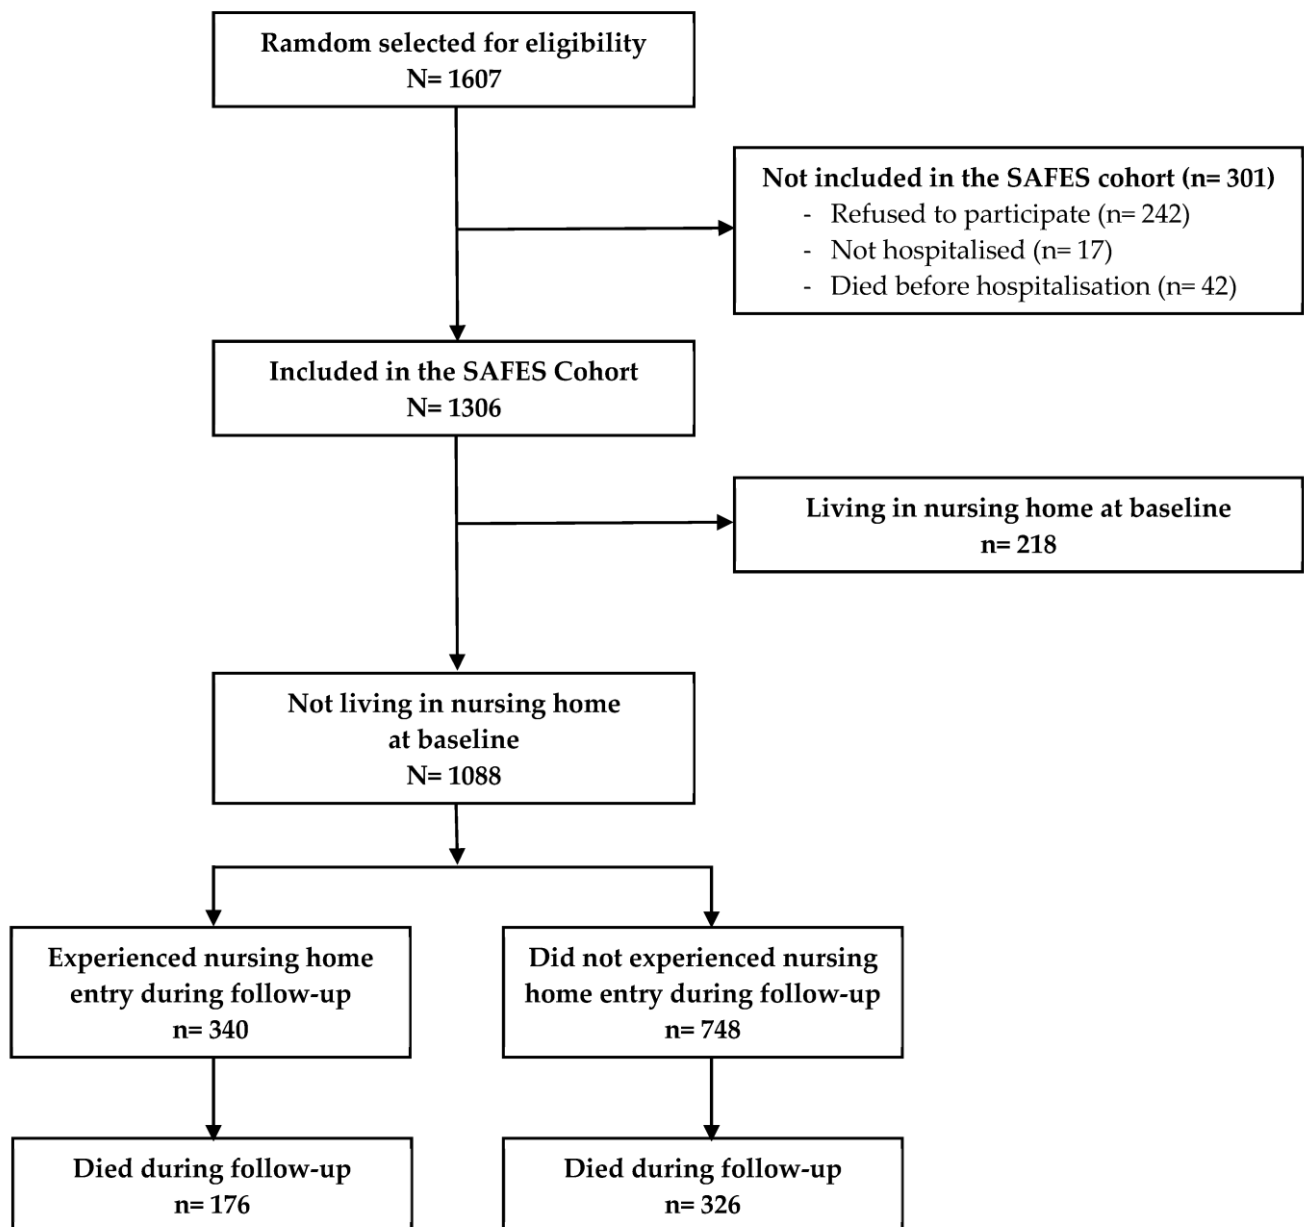 Ramdom selected for eligibility
N= 1607
Not included in the SAFES cohort (n= 301)
- Refused to participate (n= 242)
- Not hospitalised (n= 17)
- Died before hospitalisation (n= 42)
Included in the SAFES Cohort
N= 1306
Living in nursing home at baseline
n= 218
Not living in nursing home
at baseline
N= 1088
Experienced nursing home
entry during follow-up
n= 340
Did not experienced nursing
home entry during follow-up
n= 748
Died during follow-up
n= 176
Died during follow-up
n= 326